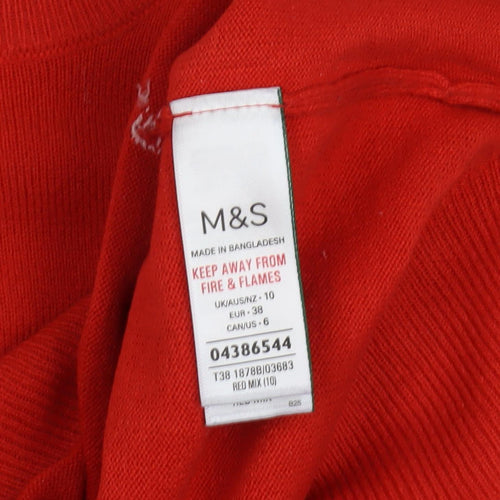 M&S
MADE IN BANGLADESH
KEEP AWAY FROM
FIRE & FLAMES
UK/AUS/NZ - 10
EUR - 38
CAN/US - 6
04386544
T38 1878B/03683
RED MIX (10)
825